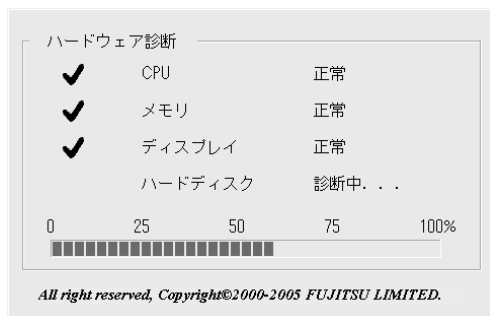 ハードウェア診断
CPU 正常
メモリ 正常
ディスプレイ 正常
ハードディスク 診断中. . .
0 25 50 75 100%
All right reserved, Copyright©2000-2005 FUJITSU LIMITED.